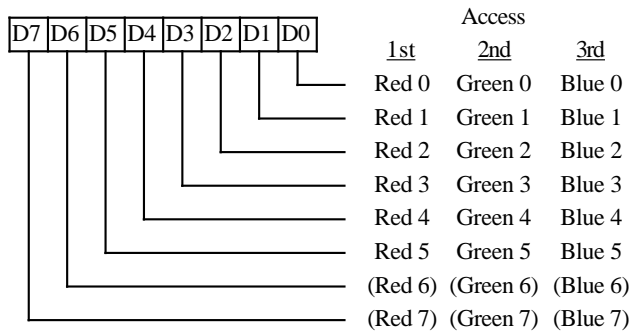 Access
D7 D6 D5 D4 D3 D2 D1 D0
1st 2nd 3rd
Red 0 Green 0 Blue 0
Red 1 Green 1 Blue 1
Red 2 Green 2 Blue 2
Red 3 Green 3 Blue 3
Red 4 Green 4 Blue 4
Red 5 Green 5 Blue 5
(Red 6) (Green 6) (Blue 6)
(Red 7) (Green 7) (Blue 7)